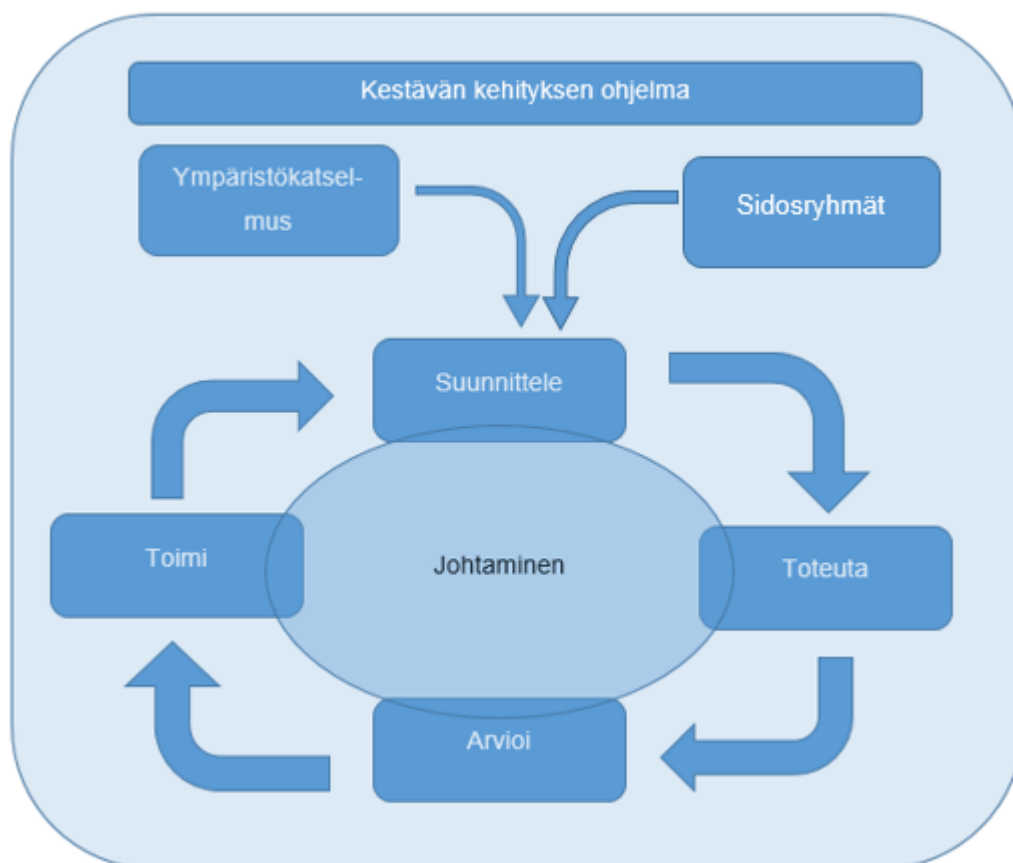 Kestävän kehityksen ohjelma
Ympäristökatsel-
mus
Sidosryhmät
Suunnittele
Toimi
Johtaminen
Toteuta
Arvioi